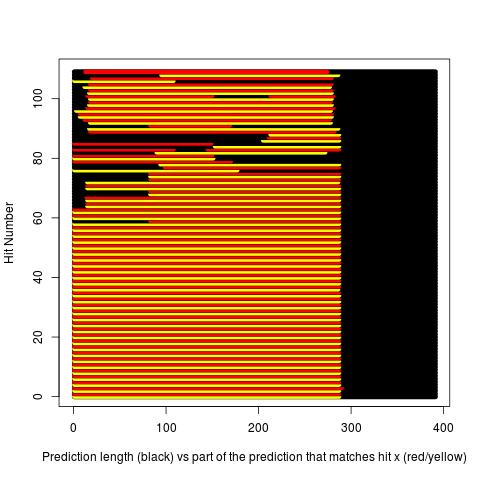 100
80
60
40
20
0
Hit Number
0 100 200 300 400
Prediction length (black) vs part of the prediction that matches hit x (red/yellow)